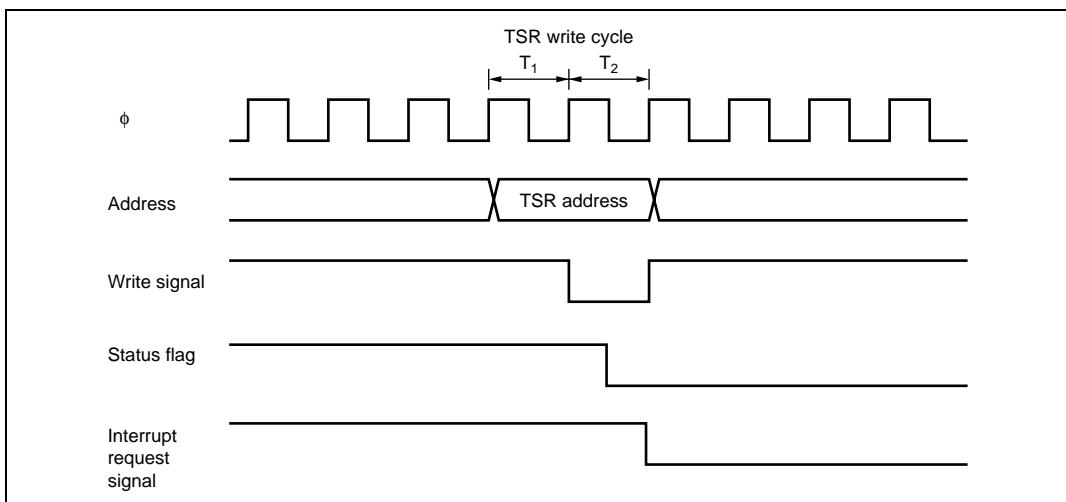 TSR write cycle
T1 T2
ϕ
Address
TSR address
Write signal
Status flag
Interrupt
request
signal